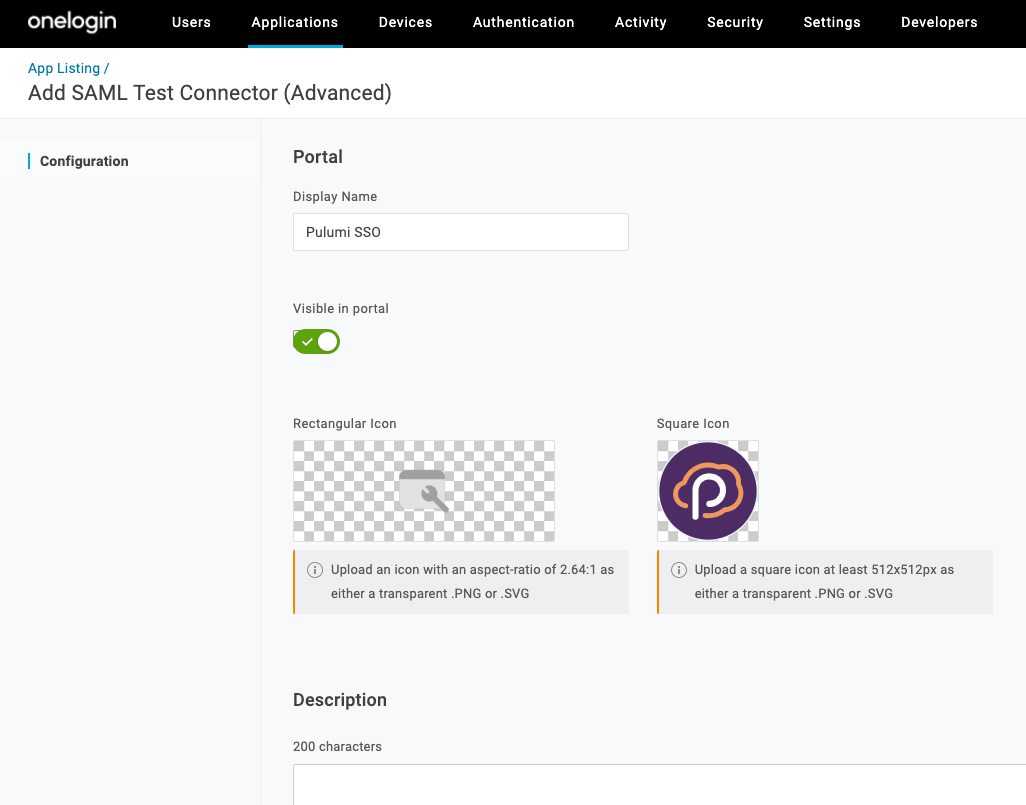 onelogin
Users
Applications
Devices
Authentication
Activity
Security
Settings
Developers
App Listing /
Add SAML Test Connector (Advanced)
Configuration
Portal
Display Name
Pulumi SSO
Visible in portal
Rectangular Icon
Upload an icon with an aspect-ratio of 2.64:1 as
either a transparent .PNG or .SVG
Square Icon
Upload a square icon at least 512x512px as
either a transparent .PNG or .SVG
Description
200 characters